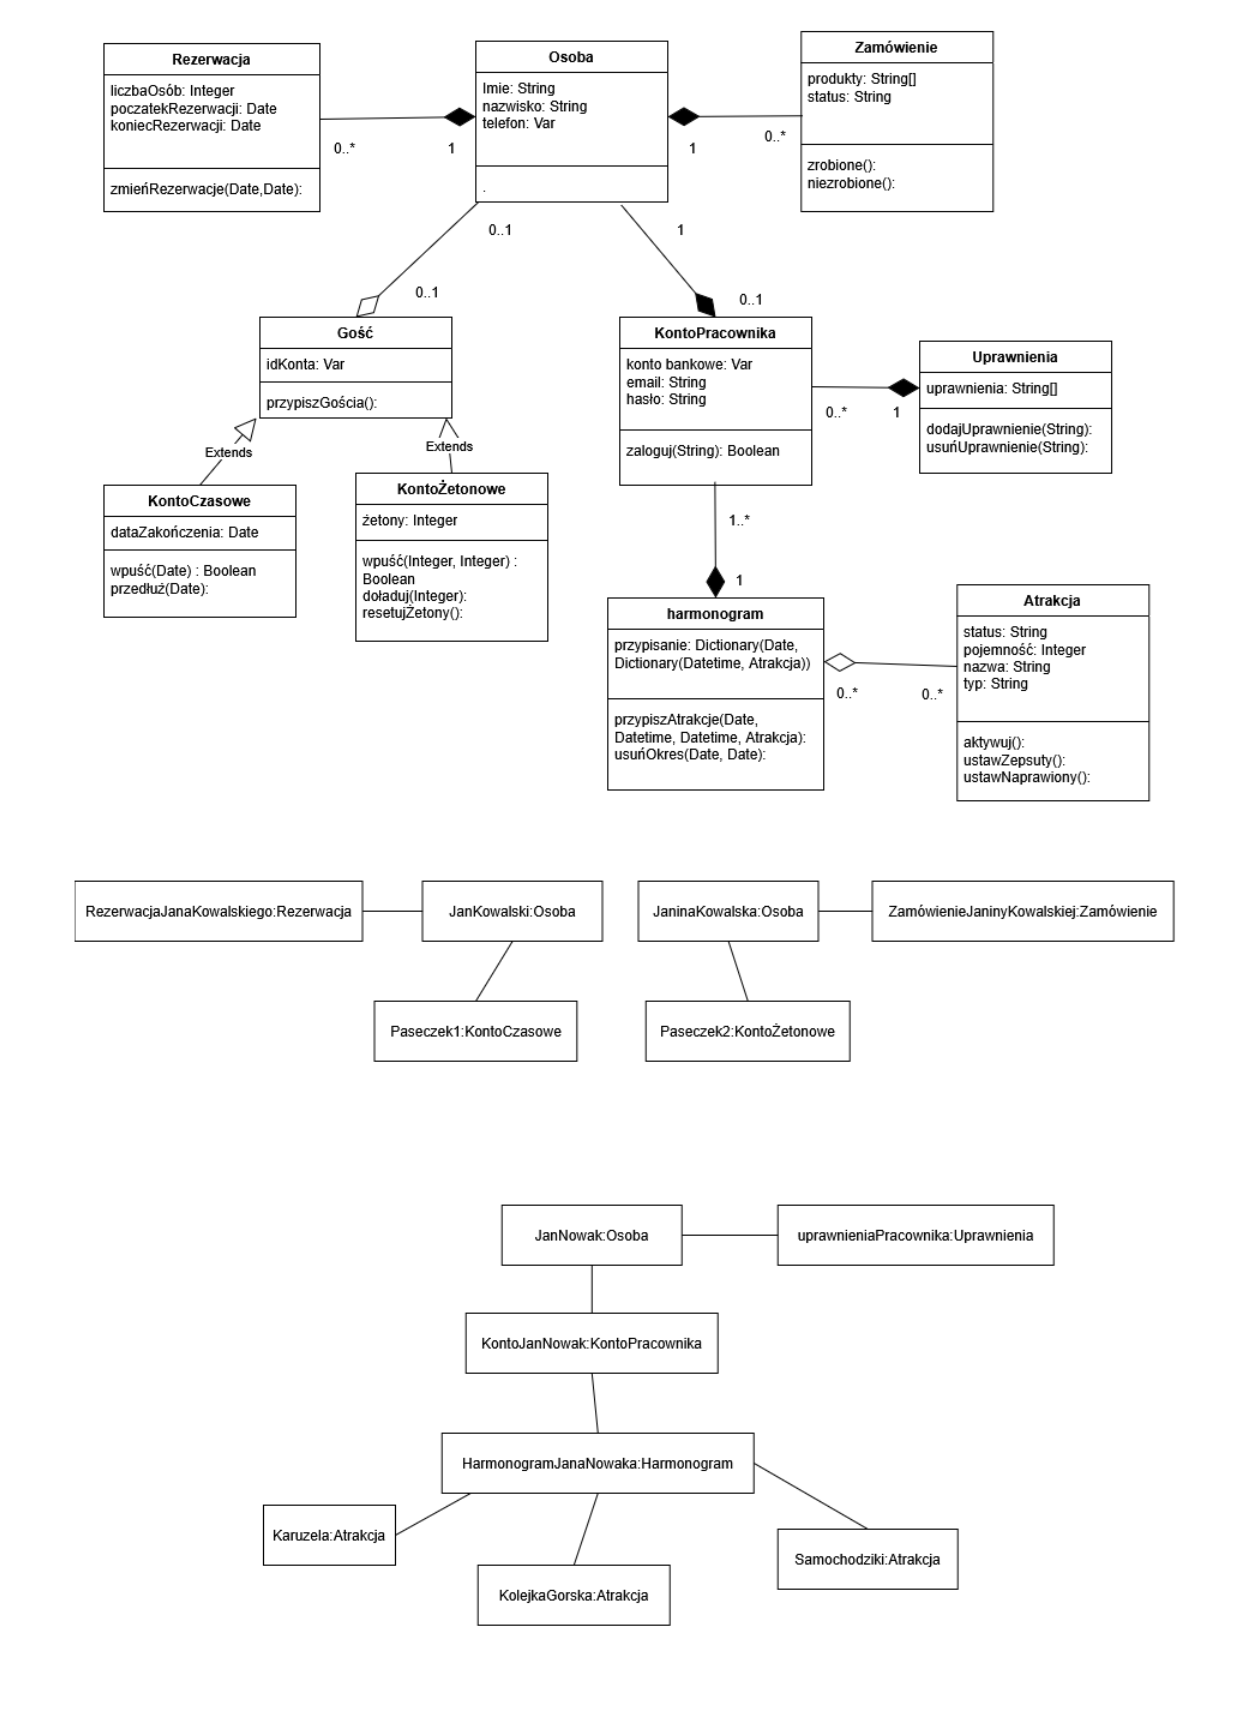 Rezerwacja
liczbaOsób: Integer
poczatekRezerwacji: Date
koniecRezerwacji: Date
zmieńRezerwacje(Date,Date):
0..*
1
Osoba
Imie: String
nazwisko: String
telefon: Var
.
1
0..*
Zamówienie
produkty: String[]
status: String
zrobione():
niezrobione():
0..1
0..1
1
0..1
Gość
idKonta: Var
przypiszGościa():
Extends
Extends
KontoCzasowe
dataZakończenia: Date
wpuść(Date) : Boolean
przedłuż(Date):
KontoŻetonowe
żetony: Integer
wpuść(Integer, Integer) :
Boolean
doładuj(Integer):
resetujŻetony():
KontoPracownika
konto bankowe: Var
email: String
hasło: String
zaloguj(String): Boolean
0..*
1
Uprawnienia
uprawnienia: String[]
dodajUprawnienie(String):
usuńUprawnienie(String):
1..*
1
harmonogram
przypisanie: Dictionary(Date,
Dictionary(Datetime, Atrakcja))
przypiszAtrakcje(Date,
Datetime, Datetime, Atrakcja):
usuńOkres(Date, Date):
0..*
0..*
Atrakcja
status: String
pojemność: Integer
nazwa: String
typ: String
aktywuj():
ustawZepsuty():
ustawNaprawiony():
RezerwacjaJanaKowalskiego:Rezerwacja
JanKowalski:Osoba
JaninaKowalska:Osoba
ZamówienieJaninyKowalskiej:Zamówienie
Paseczek1:KontoCzasowe
Paseczek2:KontoŻetonowe
JanNowak:Osoba
uprawnieniaPracownika:Uprawnienia
KontoJanNowak:KontoPracownika
HarmonogramJanaNowaka:Harmonogram
Karuzela:Atrakcja
KolejkaGorska:Atrakcja
Samochodziki:Atrakcja